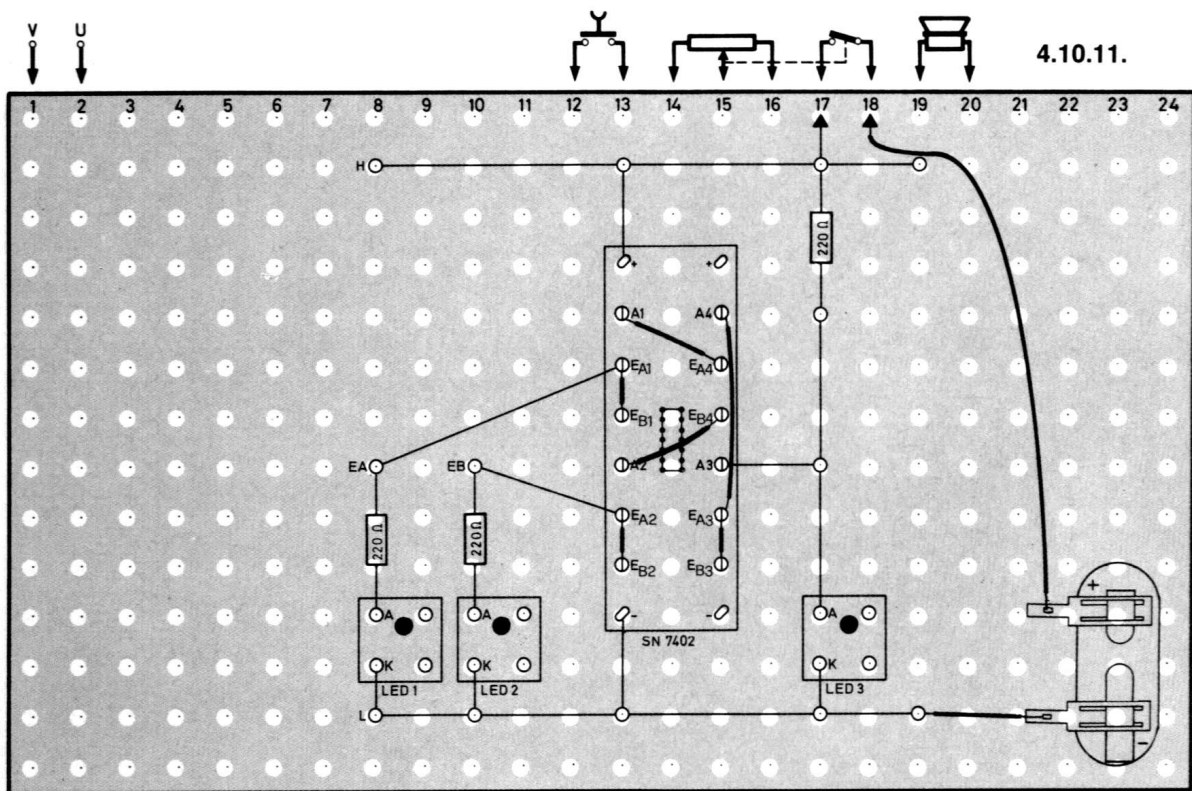 V U
4.10.11.
1 2 3 4 5 6 7 8 9 10 11 12 13 14 15 16 17 18 19 20 21 22 23 24
H
220 Ω
+ +
A1 A4
EA1 EA4
EB1 EB4
EA EB A2 A3
EA2 EA3
220 Ω 220 Ω
EB2 EB3
+
A A - - A
SN 7402
K K K
LED 1 LED 2 LED 3
L
-